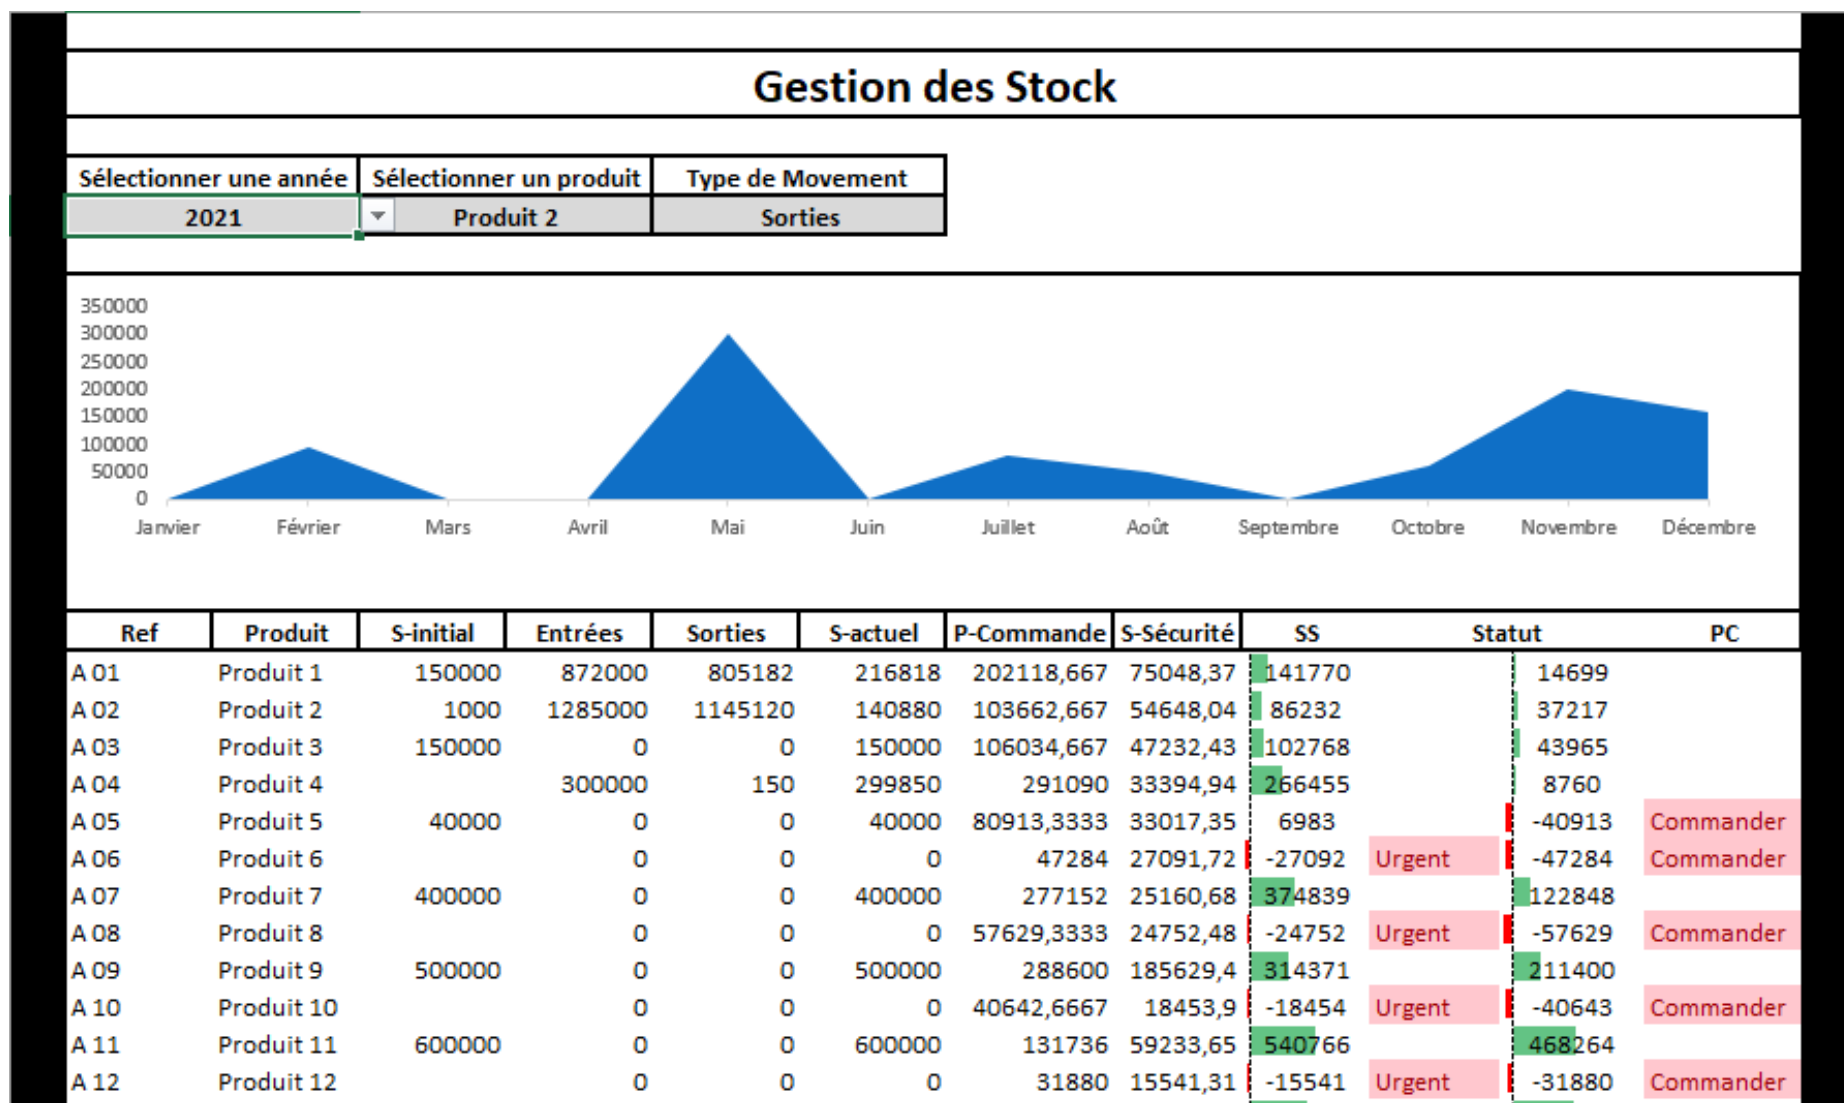 Gestion des Stock
Sélectionner une année Sélectionner un produit Type de Movement
2021 Produit 2 Sorties
350000
300000
250000
200000
150000
100000
50000
0
Janvier Février Mars Avril Mai Juin Juillet Août Septembre Octobre Novembre Décembre
Ref Produit S-initial Entrées Sorties S-actuel P-Commande S-Sécurité SS Statut PC
A 01 Produit 1 150000 872000 805182 216818 202118,667 75048,37 141770 14699
A 02 Produit 2 1000 1285000 1145120 140880 103662,667 54648,04 86232 37217
A 03 Produit 3 150000 0 0 150000 106034,667 47232,43 102768 43965
A 04 Produit 4 300000 150 299850 291090 33394,94 266455 8760
A 05 Produit 5 40000 0 0 40000 80913,3333 33017,35 6983 -40913 Commander
A 06 Produit 6 0 0 0 47284 27091,72 -27092 Urgent -47284 Commander
A 07 Produit 7 400000 0 0 400000 277152 25160,68 374839 122848
A 08 Produit 8 0 0 0 57629,3333 24752,48 -24752 Urgent -57629 Commander
A 09 Produit 9 500000 0 0 500000 288600 185629,4 314371 211400
A 10 Produit 10 0 0 0 40642,6667 18453,9 -18454 Urgent -40643 Commander
A 11 Produit 11 600000 0 0 600000 131736 59233,65 540766 468264
A 12 Produit 12 0 0 0 31880 15541,31 -15541 Urgent -31880 Commander